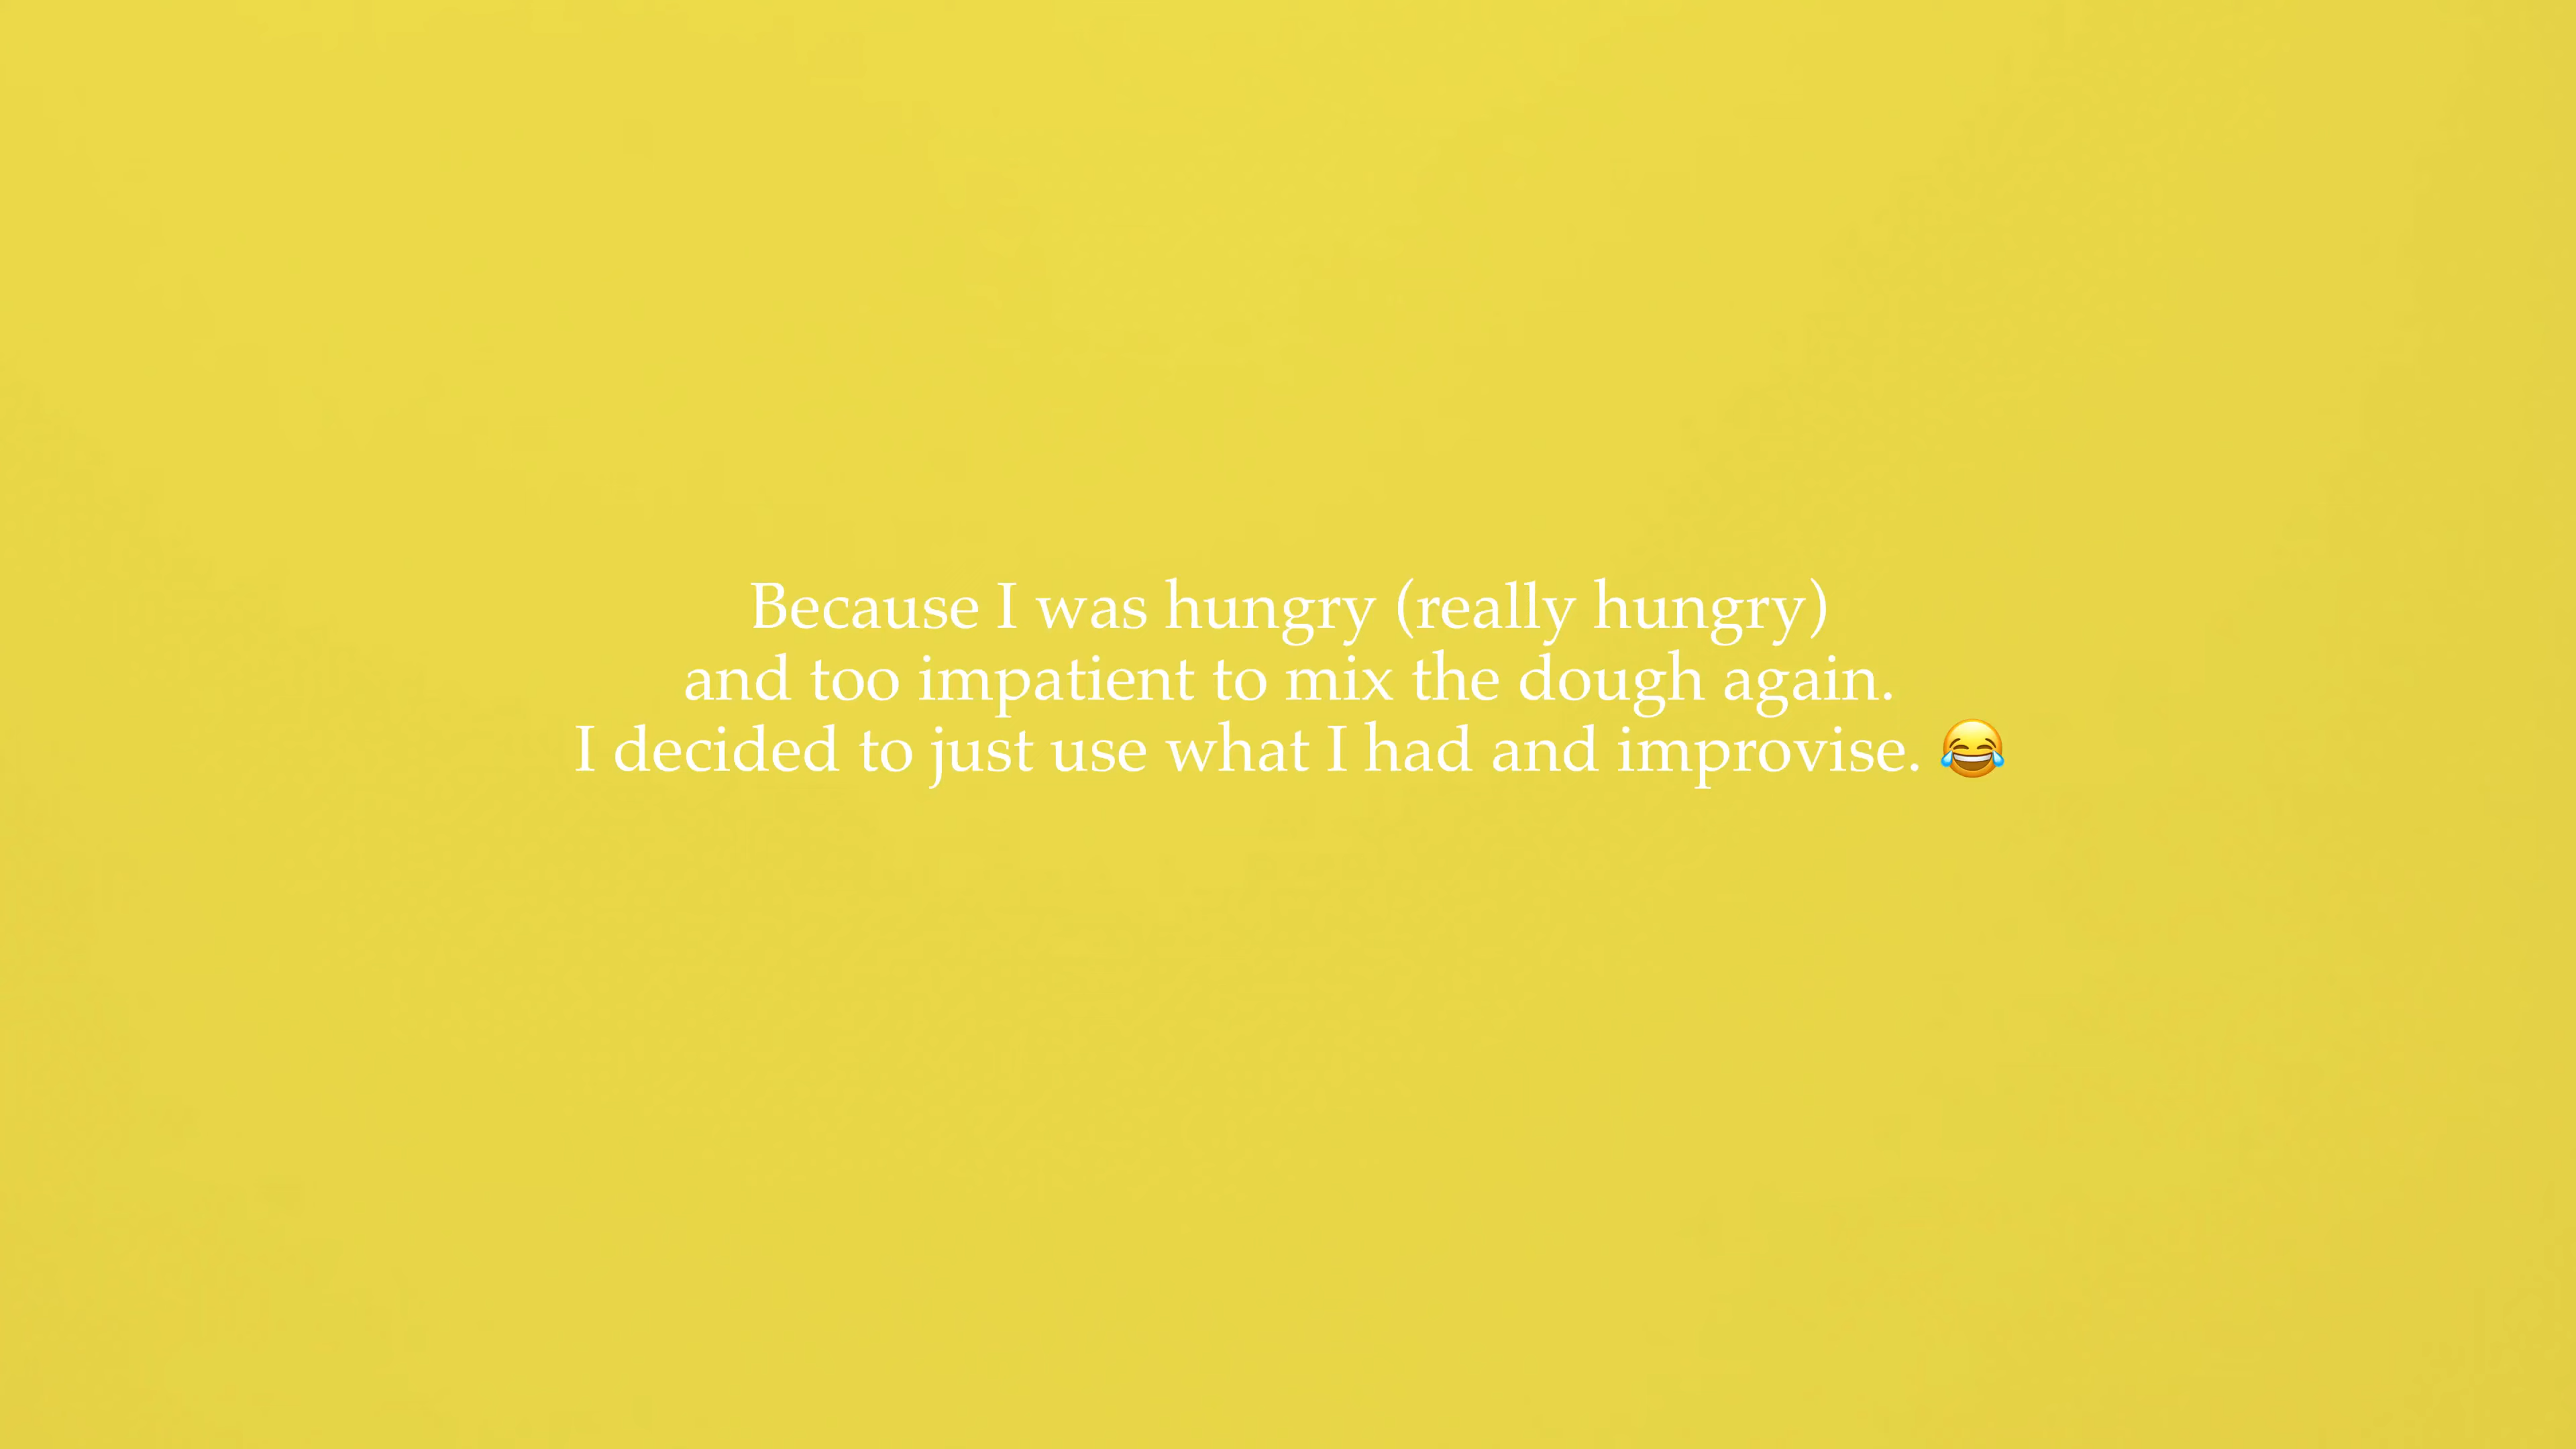 Because I was hungry (really hungry)
and too impatient to mix the dough again.
I decided to just use what I had and improvise. 😂